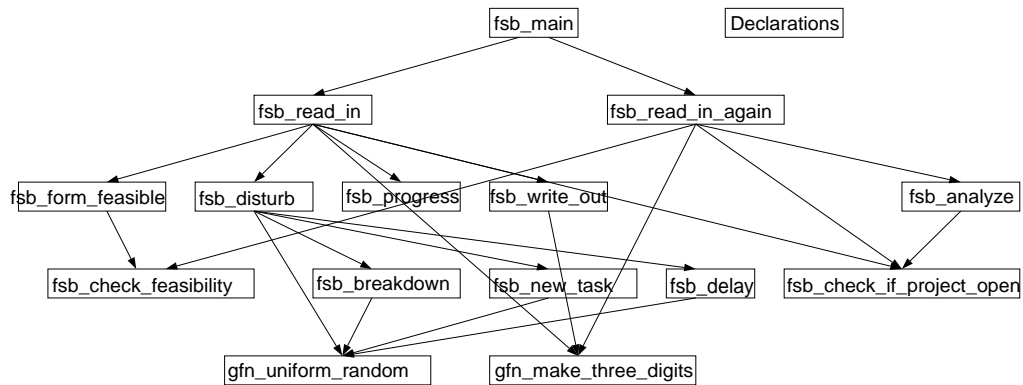 fsb_main
Declarations
fsb_read_in
fsb_read_in_again
fsb_form_feasible
fsb_disturb
fsb_progress
fsb_write_out
fsb_analyze
fsb_check_feasibility
fsb_breakdown
fsb_new_task
fsb_delay
fsb_check_if_project_open
gfn_uniform_random
gfn_make_three_digits